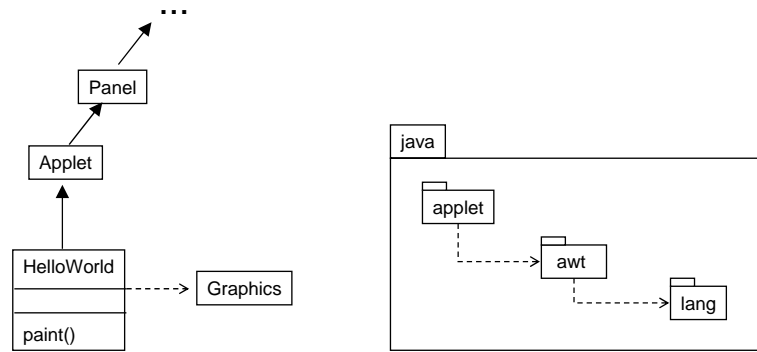 ...
Panel
Applet
HelloWorld
Graphics
paint()
java
applet
awt
lang